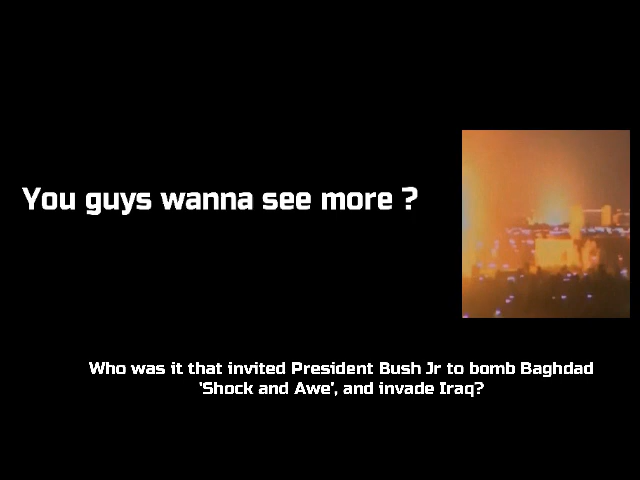 You guys wanna see more ?
Who was it that invited President Bush Jr to bomb Baghdad
'Shock and Awe', and invade Iraq?